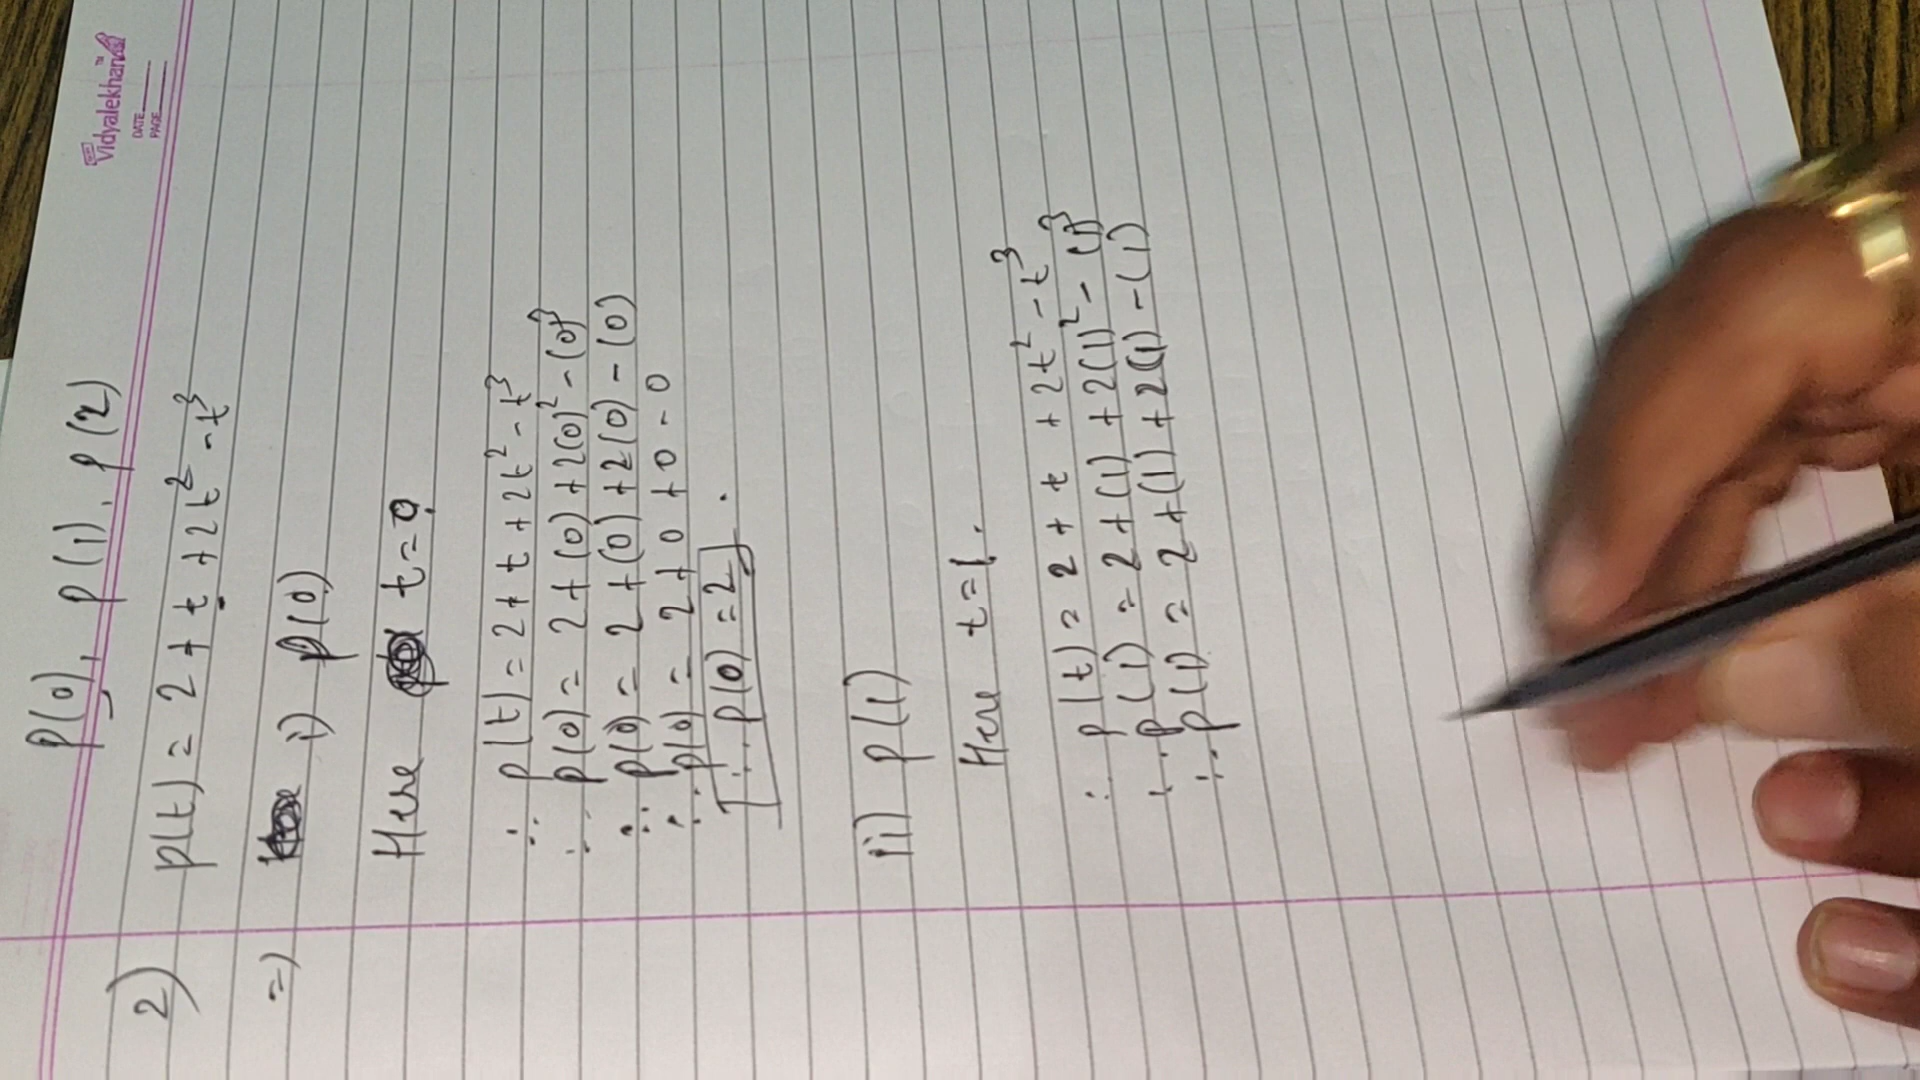 Vidyalekhan™
DATE
PAGE
p(0), p(1), p(2)
2) p(t) = 2 + t + 2t² - t³
=) i) p(0)
Here t=0.
∴ p(t) = 2 + t + 2t² - t³
∴ p(0) = 2 + (0) + 2(0)² - (0)³
∴ p(0) = 2 + (0) + 2(0) - (0)
∴ p(0) = 2 + 0 + 0 - 0
∴ p(0) = 2.
ii) p(1)
Here t=1.
∴ p(t) = 2 + t + 2t² - t³
∴ p(1) = 2 + (1) + 2(1)² - (1)³
∴ p(1) = 2 + (1) + 2(1) - (1)